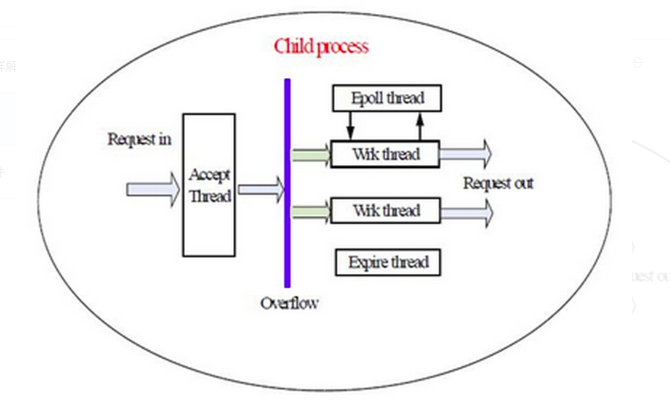 Child process
Epoll thread
Request in
Wrk thread
Accept
Thread
Request out
Wrk thread
Expire thread
Overflow